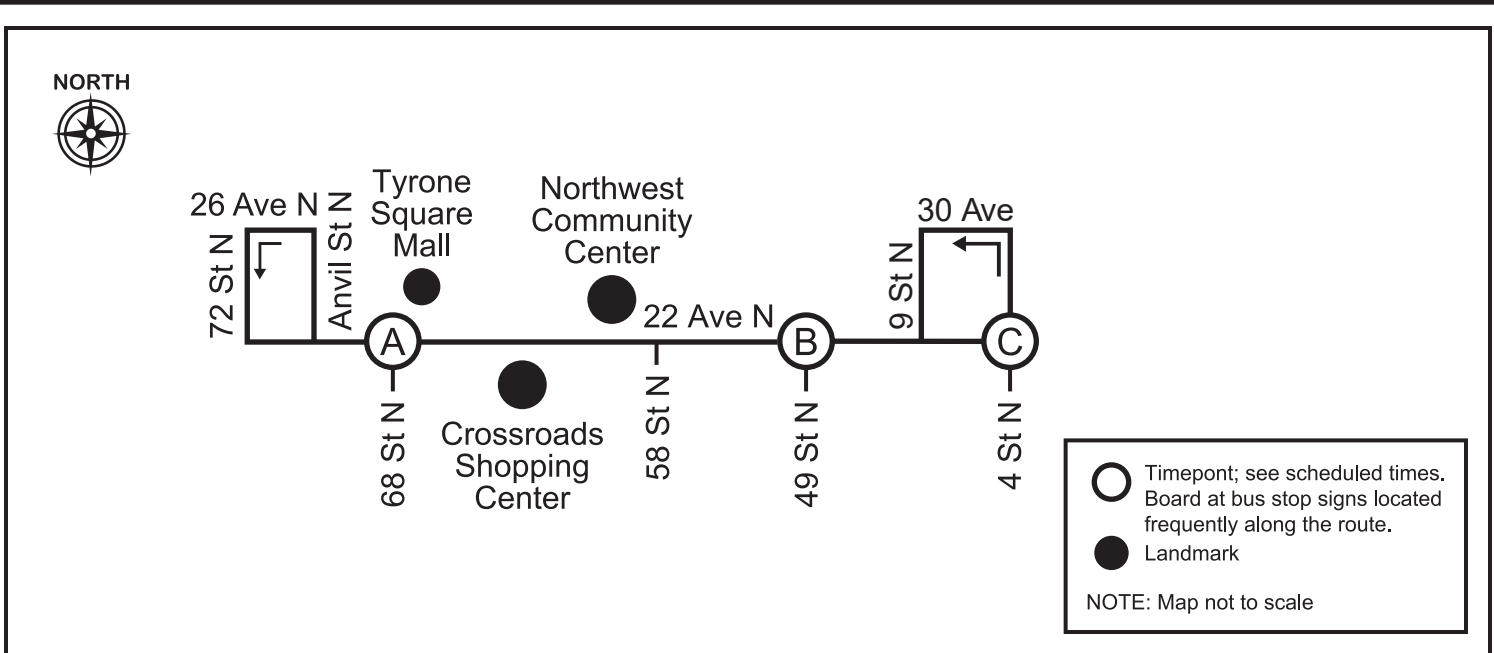 NORTH
26 Ave N
72 St N
Anvil St N
Tyrone
Square
Mall
Northwest
Community
Center
22 Ave N
30 Ave
9 St N
A
B
C
68 St N
Crossroads
Shopping
Center
58 St N
49 St N
4 St N
Timepont; see scheduled times.
Board at bus stop signs located
frequently along the route.
Landmark
NOTE: Map not to scale